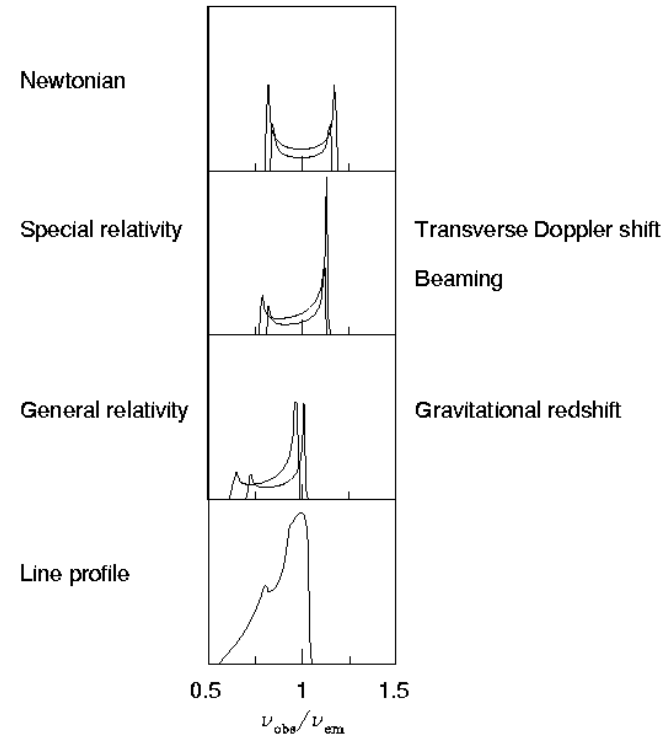 Newtonian
Special relativity
Transverse Doppler shift
Beaming
General relativity
Gravitational redshift
Line profile
0.5 1 1.5
ν_obs/ν_em